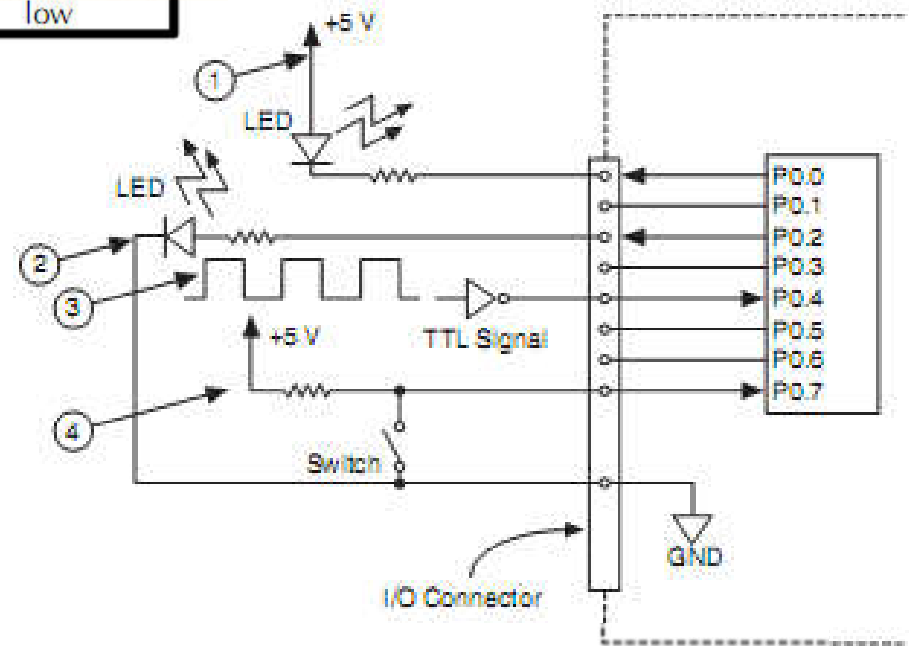 low
+5 V
1
LED
LED
P0.0
P0.1
2
P0.2
3
P0.3
P0.4
+5 V
TTL Signal
P0.5
P0.6
P0.7
4
Switch
GND
I/O Connector